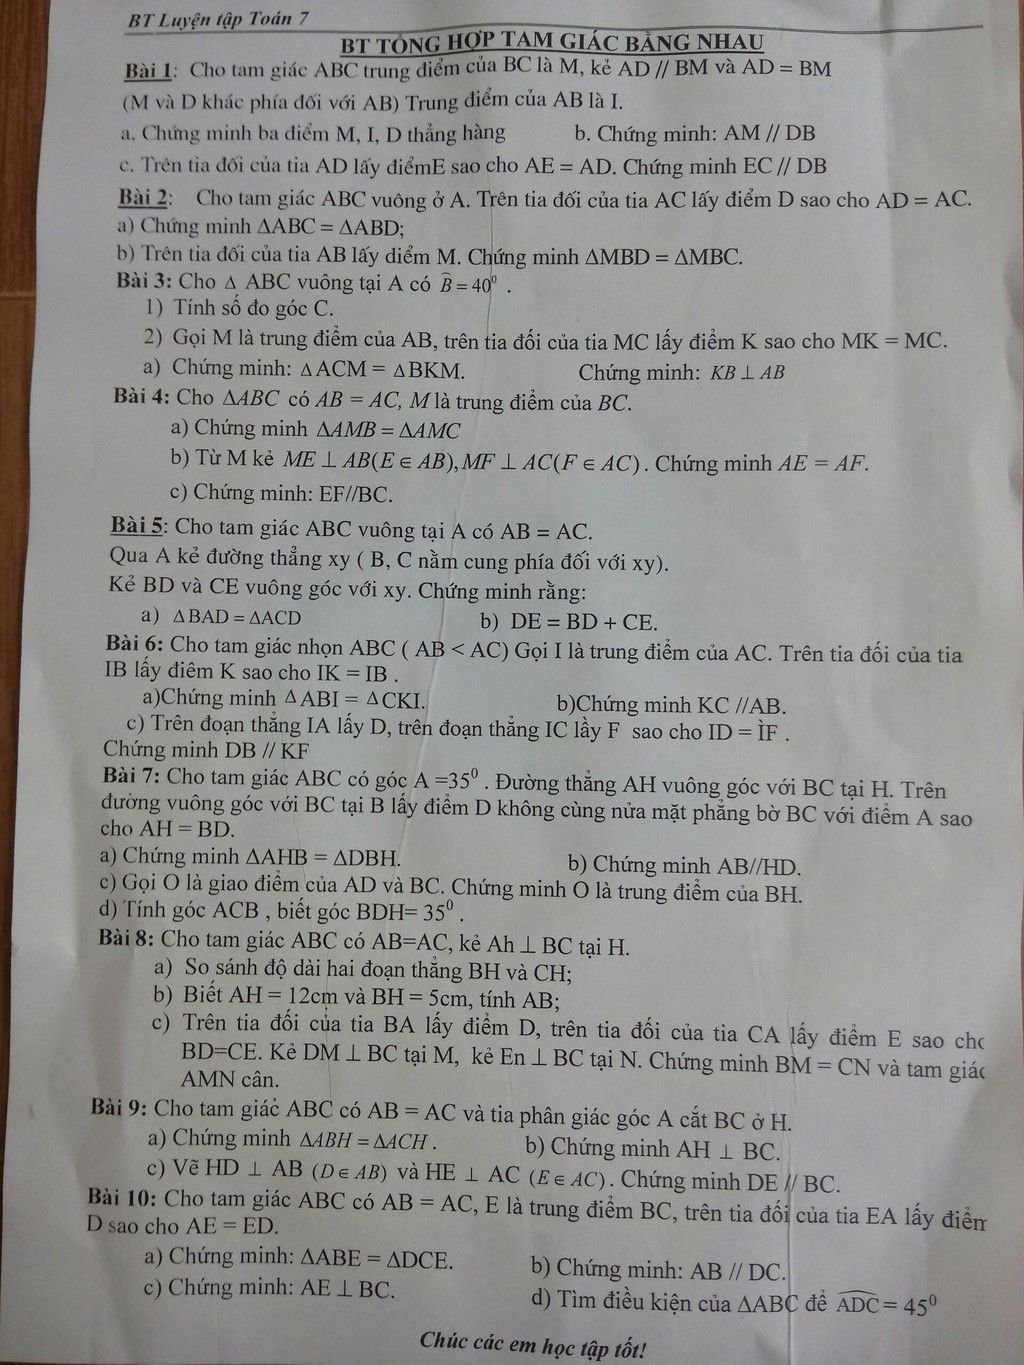 BT Luyện tập Toán 7
BT TỔNG HỢP TAM GIÁC BẰNG NHAU
Bài 1: Cho tam giác ABC trung điểm của BC là M, kẻ AD // BM và AD = BM
(M và D khác phía đối với AB) Trung điểm của AB là I.
a. Chứng minh ba điểm M, I, D thẳng hàng b. Chứng minh: AM // DB
c. Trên tia đối của tia AD lấy điểmE sao cho AE = AD. Chứng minh EC // DB
Bài 2: Cho tam giác ABC vuông ở A. Trên tia đối của tia AC lấy điểm D sao cho AD = AC.
a) Chứng minh ΔABC = ΔABD;
b) Trên tia đối của tia AB lấy điểm M. Chứng minh ΔMBD = ΔMBC.
Bài 3: Cho Δ ABC vuông tại A có B̂ = 40⁰ .
1) Tính số đo góc C.
2) Gọi M là trung điểm của AB, trên tia đối của tia MC lấy điểm K sao cho MK = MC.
a) Chứng minh: ΔACM = ΔBKM. Chứng minh: KB ⊥ AB
Bài 4: Cho ΔABC có AB = AC, M là trung điểm của BC.
a) Chứng minh ΔAMB = ΔAMC
b) Từ M kẻ ME ⊥ AB(E ∈ AB), MF ⊥ AC(F ∈ AC). Chứng minh AE = AF.
c) Chứng minh: EF//BC.
Bài 5: Cho tam giác ABC vuông tại A có AB = AC.
Qua A kẻ đường thẳng xy ( B, C nằm cung phía đối với xy).
Kẻ BD và CE vuông góc với xy. Chứng minh rằng:
a) ΔBAD = ΔACD b) DE = BD + CE.
Bài 6: Cho tam giác nhọn ABC ( AB < AC) Gọi I là trung điểm của AC. Trên tia đối của tia
IB lấy điêm K sao cho IK = IB .
a)Chứng minh Δ ABI = Δ CKI. b)Chứng minh KC //AB.
c) Trên đoạn thẳng IA lấy D, trên đoạn thẳng IC lầy F sao cho ID = ÌF .
Chứng minh DB // KF
Bài 7: Cho tam giác ABC có góc A =35⁰ . Đường thẳng AH vuông góc với BC tại H. Trên
đường vuông góc với BC tại B lấy điểm D không cùng nửa mặt phẳng bờ BC với điểm A sao
cho AH = BD.
a) Chứng minh ΔAHB = ΔDBH. b) Chứng minh AB//HD.
c) Gọi O là giao điểm của AD và BC. Chứng minh O là trung điểm của BH.
d) Tính góc ACB , biết góc BDH= 35⁰ .
Bài 8: Cho tam giác ABC có AB=AC, kẻ Ah ⊥ BC tại H.
a) So sánh độ dài hai đoạn thẳng BH và CH;
b) Biết AH = 12cm và BH = 5cm, tính AB;
c) Trên tia đối của tia BA lấy điểm D, trên tia đối của tia CA lấy điểm E sao cho
BD=CE. Kẻ DM ⊥ BC tại M, kẻ En ⊥ BC tại N. Chứng minh BM = CN và tam giác
AMN cân.
Bài 9: Cho tam giác ABC có AB = AC và tia phân giác góc A cắt BC ở H.
a) Chứng minh ΔABH = ΔACH . b) Chứng minh AH ⊥ BC.
c) Vẽ HD ⊥ AB (D ∈ AB) và HE ⊥ AC (E ∈ AC). Chứng minh DE // BC.
Bài 10: Cho tam giác ABC có AB = AC, E là trung điểm BC, trên tia đối của tia EA lấy điểm
D sao cho AE = ED.
a) Chứng minh: ΔABE = ΔDCE. b) Chứng minh: AB // DC.
c) Chứng minh: AE ⊥ BC. d) Tìm điều kiện của ΔABC để ADC = 45⁰
Chúc các em học tập tốt!